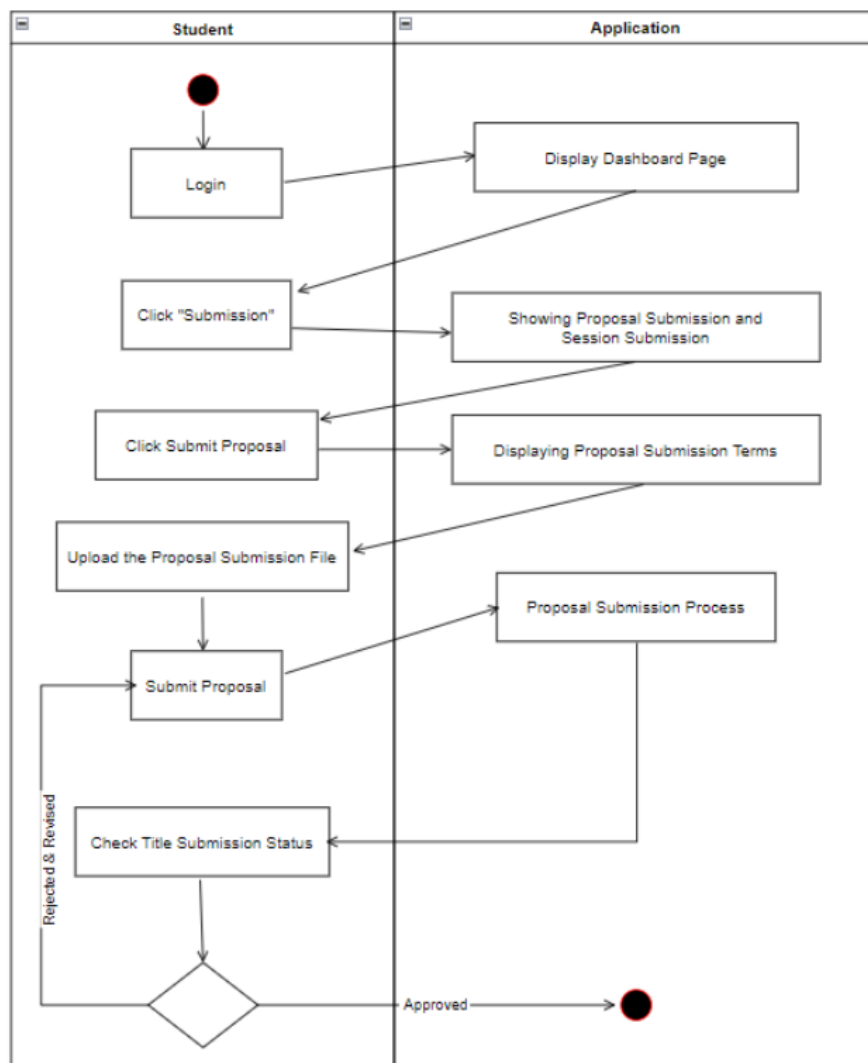 Student
Application
Login
Display Dashboard Page
Click "Submission"
Showing Proposal Submission and
Session Submission
Click Submit Proposal
Displaying Proposal Submission Terms
Upload the Proposal Submission File
Proposal Submission Process
Submit Proposal
Rejected & Revised
Check Title Submission Status
Approved